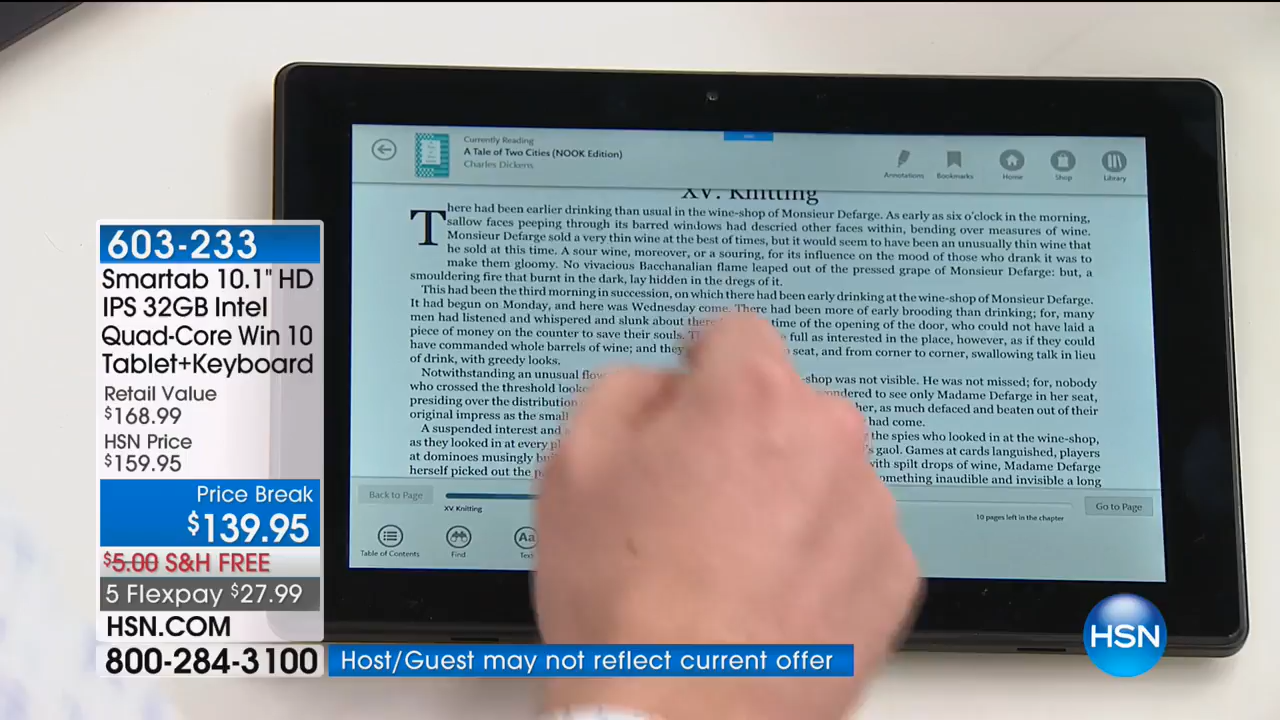 603-233
Smartab 10.1" HD
IPS 32GB Intel
Quad-Core Win 10
Tablet+Keyboard
Retail Value
$168.99
HSN Price
$159.95
Price Break
$139.95
$5.00 S&H FREE
5 Flexpay $27.99
HSN.COM
800-284-3100
Host/Guest may not reflect current offer
HSN
Currently Reading
A Tale of Two Cities (NOOK Edition)
Charles Dickens
Annotations
Bookmarks
Home
Shop
Library
XV. Knitting
There had been earlier drinking than usual in the wine-shop of Monsieur Defarge. As early as six o'clock in the morning,
sallow faces peeping through its barred windows had descried other faces within, bending over measures of wine.
Monsieur Defarge sold a very thin wine at the best of times, but it would seem to have been an unusually thin wine that
he sold at this time. A sour wine, moreover, or a souring, for its influence on the mood of those who drank it was to
make them gloomy. No vivacious Bacchanalian flame leaped out of the pressed grape of Monsieur Defarge: but, a
smouldering fire that burnt in the dark, lay hidden in the dregs of it.
This had been the third morning in succession, on which there had been early drinking at the wine-shop of Monsieur Defarge.
It had begun on Monday, and here was Wednesday come. There had been more of early brooding than drinking; for, many
men had listened and whispered and slunk about time of the opening of the door, who could not have laid a
piece of money on the counter to save their souls. full as interested in the place, however, as if they could
have commanded whole barrels of wine; and they seat, and from corner to corner, swallowing talk in lieu
of drink, with greedy looks.
Notwithstanding an unusual -shop was not visible. He was not missed; for, nobody
who crossed the threshold to see only Madame Defarge in her seat,
presiding over the distribution as much defaced and beaten out of their
original impress as the small had come.
A suspended interest and the spies who looked in at the wine-shop,
as they looked in at every gaol. Games at cards languished, players
at dominoes musingly with spilt drops of wine, Madame Defarge
herself picked out the something inaudible and invisible a long
Back to Page
XV. Knitting
10 pages left in the chapter
Go to Page
Table of Contents
Find
Aa